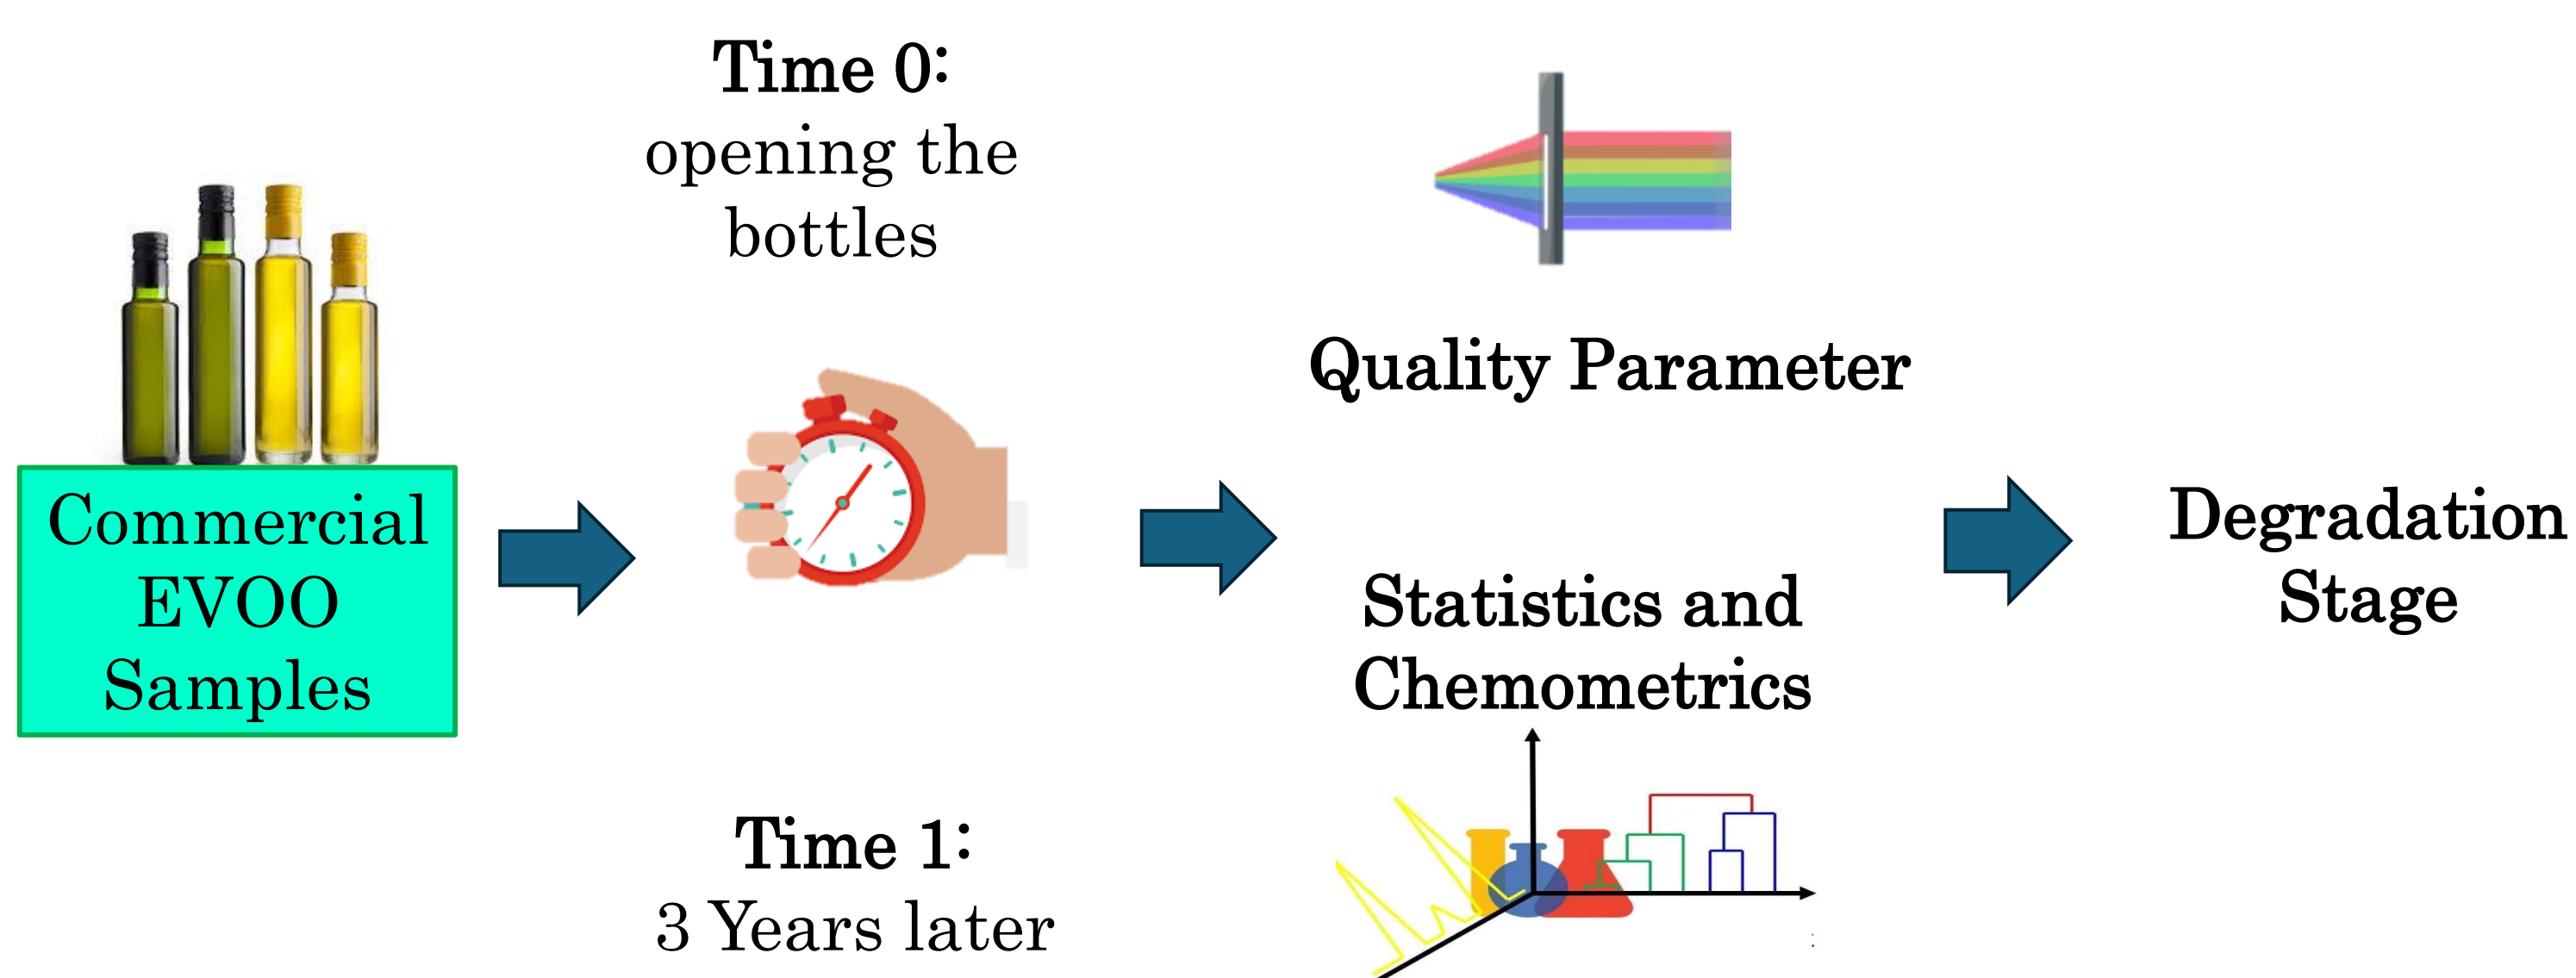 Commercial
EVOO
Samples
Time 0:
opening the
bottles
Time 1:
3 Years later
Quality Parameter
Statistics and
Chemometrics
Degradation
Stage